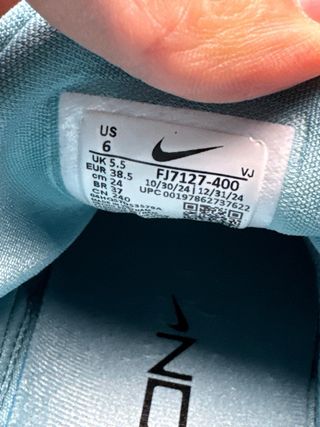 US
6
UK 5.5
EUR 38.5
cm 24
BR 37
CN 240
FJ7127-400
VJ
10/30/24 | 12/31/24
UPC 00197862737622
NC